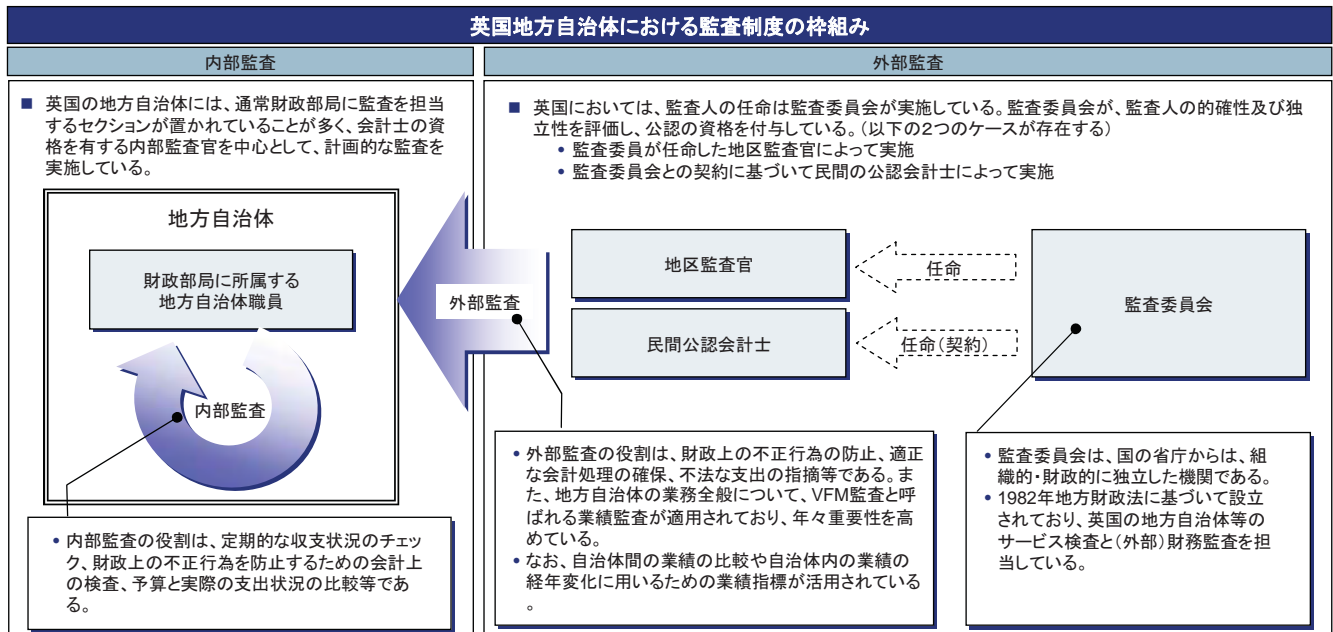 英国地方自治体における監査制度の枠組み
内部監査
■ 英国の地方自治体には、通常財政部局に監査を担当
するセクションが置かれていることが多く、会計士の資
格を有する内部監査官を中心として、計画的な監査を
実施している。
地方自治体
財政部局に所属する
地方自治体職員
内部監査
• 内部監査の役割は、定期的な収支状況のチェッ
ク、財政上の不正行為を防止するための会計上
の検査、予算と実際の支出状況の比較等であ
る。
外部監査
■ 英国においては、監査人の任命は監査委員会が実施している。監査委員会が、監査人の的確性及び独
立性を評価し、公認の資格を付与している。（以下の２つのケースが存在する）
• 監査委員が任命した地区監査官によって実施
• 監査委員会との契約に基づいて民間の公認会計士によって実施
外部監査
地区監査官
任命
民間公認会計士
任命（契約）
監査委員会
• 外部監査の役割は、財政上の不正行為の防止、適正
な会計処理の確保、不法な支出の指摘等である。ま
た、地方自治体の業務全般について、VFM監査と呼
ばれる業績監査が適用されており、年々重要性を高
めている。
• なお、自治体間の業績の比較や自治体内の業績の
経年変化に用いるための業績指標が活用されている
。
• 監査委員会は、国の省庁からは、組
織的・財政的に独立した機関である。
• 1982年地方財政法に基づいて設立
されており、英国の地方自治体等の
サービス検査と（外部）財務監査を担
当している。